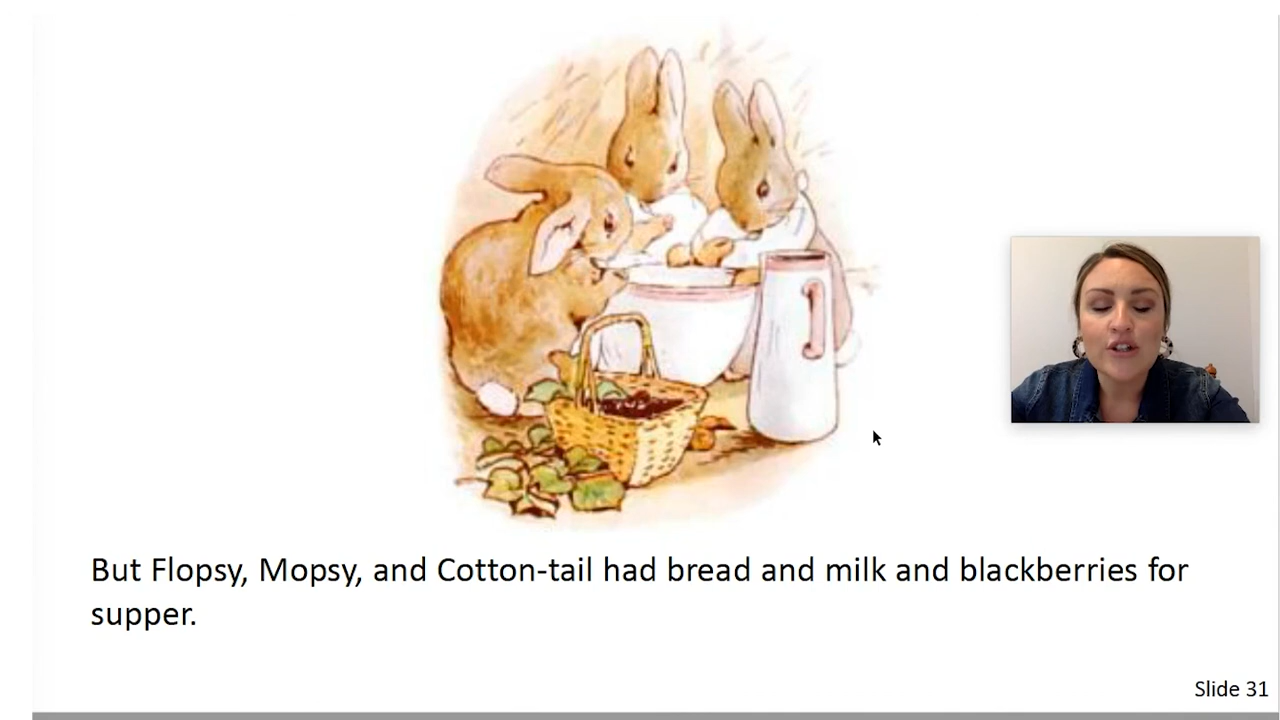 But Flopsy, Mopsy, and Cotton-tail had bread and milk and blackberries for
supper.
Slide 31